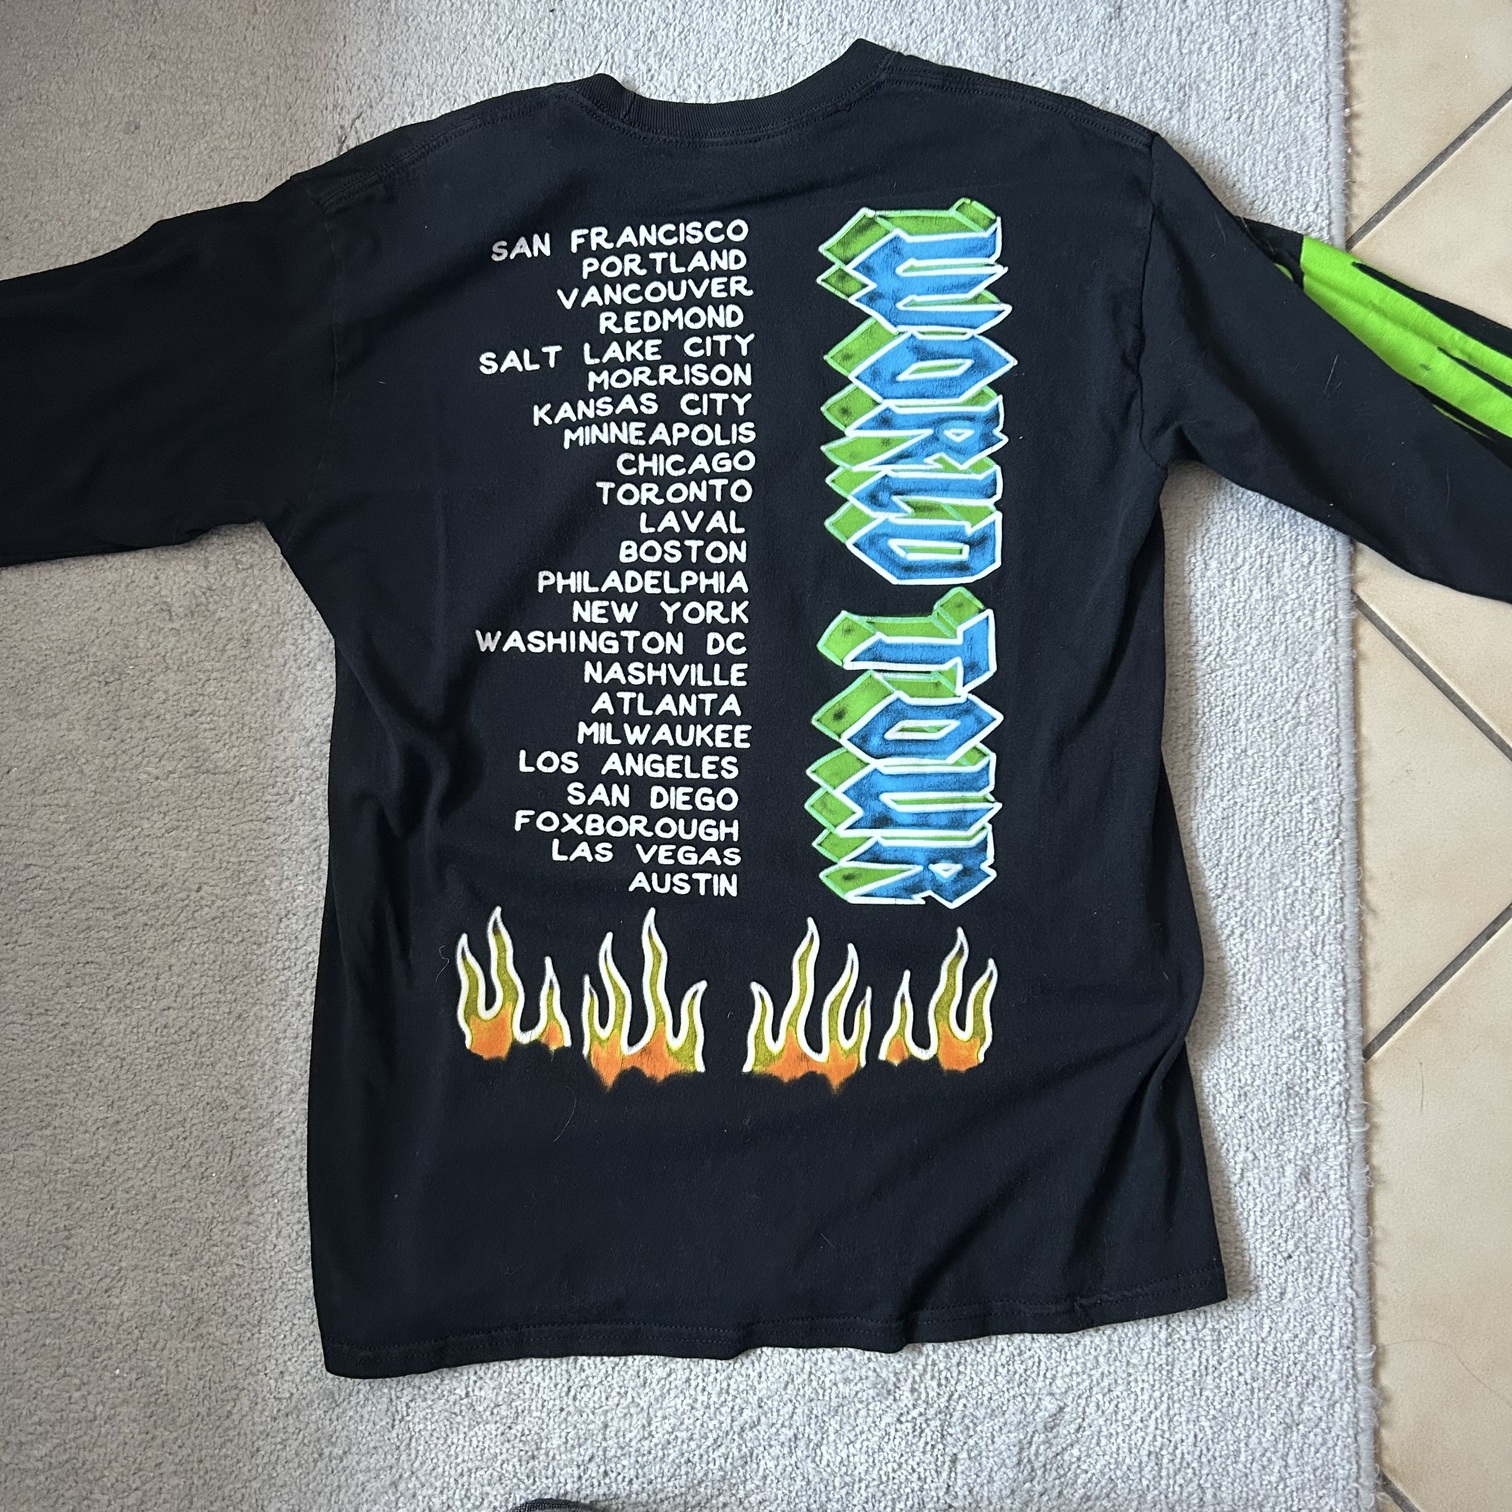 SAN FRANCISCO
PORTLAND
VANCOUVER
REDMOND
SALT LAKE CITY
MORRISON
KANSAS CITY
MINNEAPOLIS
CHICAGO
TORONTO
LAVAL
BOSTON
PHILADELPHIA
NEW YORK
WASHINGTON DC
NASHVILLE
ATLANTA
MILWAUKEE
LOS ANGELES
SAN DIEGO
FOXBOROUGH
LAS VEGAS
AUSTIN
WORLD TOUR